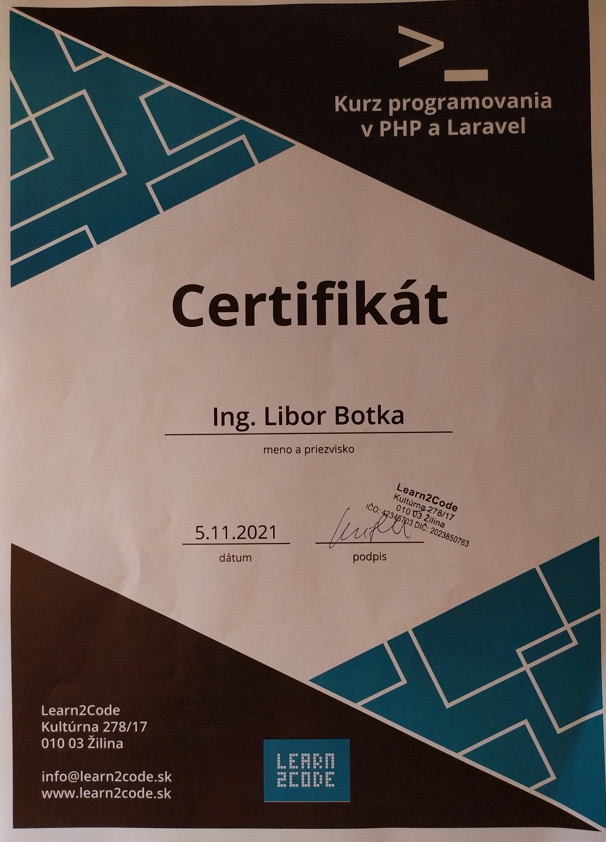 >_
Kurz programovania
v PHP a Laravel
Certifikát
Ing. Libor Botka
meno a priezvisko
5.11.2021
dátum
podpis
Learn2Code
Kultúrna 278/17
010 03 Žilina
IČO: 42346703 DIČ: 2023850763
Learn2Code
Kultúrna 278/17
010 03 Žilina
info@learn2code.sk
www.learn2code.sk
LEARN
2CODE